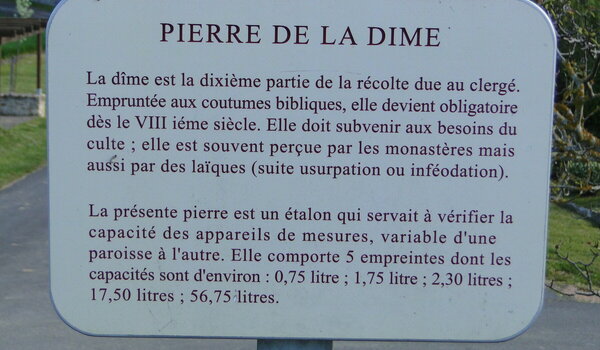 PIERRE DE LA DIME
La dîme est la dixième partie de la récolte due au clergé.
Empruntée aux coutumes bibliques, elle devient obligatoire
dès le VIII iéme siècle. Elle doit subvenir aux besoins du
culte ; elle est souvent perçue par les monastères mais
aussi par des laïques (suite usurpation ou inféodation).
La présente pierre est un étalon qui servait à vérifier la
capacité des appareils de mesures, variable d'une
paroisse à l'autre. Elle comporte 5 empreintes dont les
capacités sont d'environ : 0,75 litre ; 1,75 litre ; 2,30 litres ;
17,50 litres ; 56,75 litres.